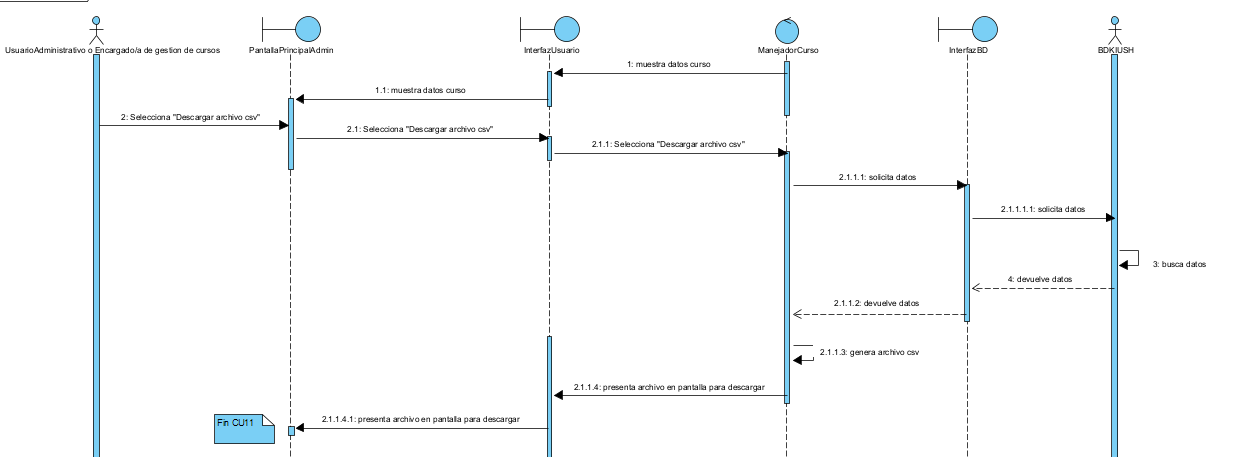 UsuarioAdministrativo o Encargado/a de gestion de cursos
PantallaPrincipalAdmin
InterfazUsuario
ManejadorCurso
InterfazBD
BDKIUSH
1: muestra datos curso
1.1: muestra datos curso
2: Selecciona "Descargar archivo csv"
2.1: Selecciona "Descargar archivo csv"
2.1.1: Selecciona "Descargar archivo csv"
2.1.1.1: solicita datos
2.1.1.1.1: solicita datos
3: busca datos
4: devuelve datos
2.1.1.2: devuelve datos
2.1.1.3: genera archivo csv
2.1.1.4: presenta archivo en pantalla para descargar
2.1.1.4.1: presenta archivo en pantalla para descargar
Fin CU11